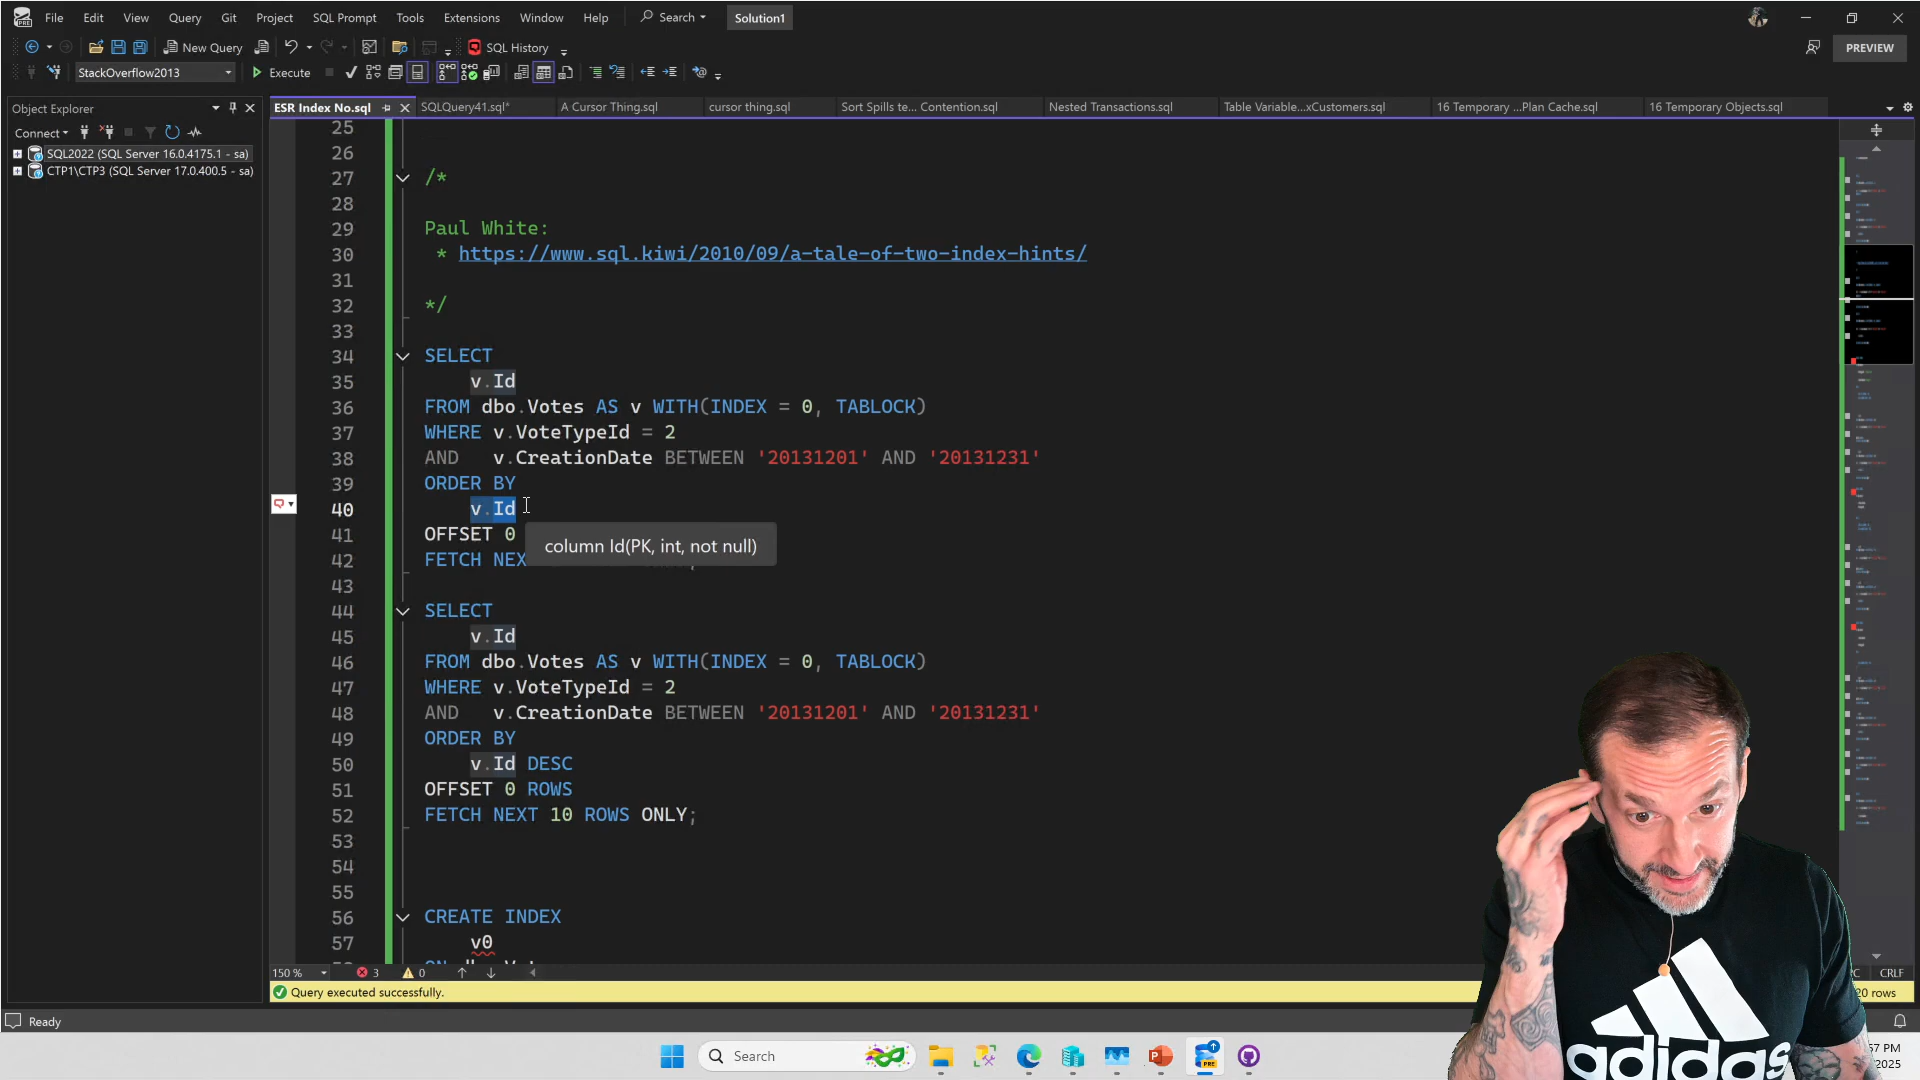 File Edit View Query Git Project SQL Prompt Tools Extensions Window Help Search Solution1
New Query SQL History PREVIEW
StackOverflow2013 Execute
Object Explorer
Connect
SQL2022 (SQL Server 16.0.4175.1 - sa)
CTP1\CTP3 (SQL Server 17.0.400.5 - sa)
ESR Index No.sql SQLQuery41.sql* A Cursor Thing.sql cursor thing.sql Sort Spills te... Contention.sql Nested Transactions.sql Table Variable...xCustomers.sql 16 Temporary ...Plan Cache.sql 16 Temporary Objects.sql
25
26
27 /*
28
29 Paul White:
30 * https://www.sql.kiwi/2010/09/a-tale-of-two-index-hints/
31
32 */
33
34 SELECT
35 v.Id
36 FROM dbo.Votes AS v WITH(INDEX = 0, TABLOCK)
37 WHERE v.VoteTypeId = 2
38 AND v.CreationDate BETWEEN '20131201' AND '20131231'
39 ORDER BY
40 v.Id
41 OFFSET 0
column Id(PK, int, not null)
42 FETCH NEX
43
44 SELECT
45 v.Id
46 FROM dbo.Votes AS v WITH(INDEX = 0, TABLOCK)
47 WHERE v.VoteTypeId = 2
48 AND v.CreationDate BETWEEN '20131201' AND '20131231'
49 ORDER BY
50 v.Id DESC
51 OFFSET 0 ROWS
52 FETCH NEXT 10 ROWS ONLY;
53
54
55
56 CREATE INDEX
57 v0
150 % 3 0 CRLF
Query executed successfully. rows
Ready
Search
57 PM
2025
adidas